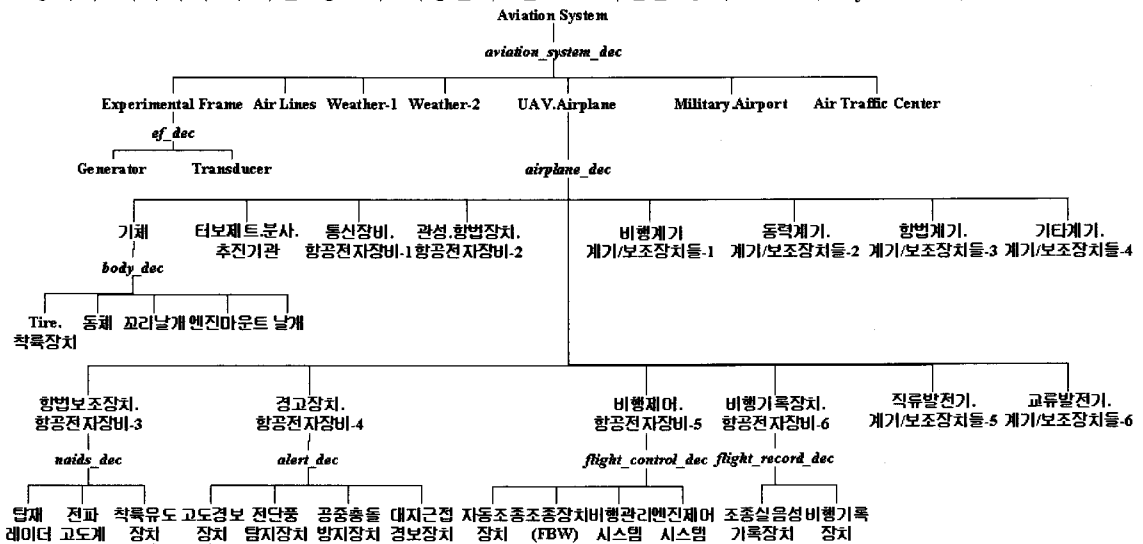 Aviation System
aviation_system_dec
Experimental Frame Air Lines Weather-1 Weather-2 UAV.Airplane Military.Airport Air Traffic Center
ef_dec
Generator Transducer airplane_dec
기체 터보제트.분사. 통신장비. 관성.항법장치. 비행계기 동력계기. 항법계기. 기타계기.
추진기관 항공전자장비-1 항공전자장비-2 계기/보조장치들-1 계기/보조장치들-2 계기/보조장치들-3 계기/보조장치들-4
body_dec
Tire. 동체 꼬리날개 엔진마운트 날개
착륙장치
항법보조장치. 경고장치. 비행제어. 비행기록장치. 직류발전기. 교류발전기.
항공전자장비-3 항공전자장비-4 항공전자장비-5 항공전자장비-6 계기/보조장치들-5 계기/보조장치들-6
naids_dec alert_dec flight_control_dec flight_record_dec
탑재 전파 착륙유도 고도경보 전단풍 공중충돌 대지근접 자동조종 조종장치 비행관리 엔진제어 조종실음성 비행기록
레이더 고도계 장치 장치 탐지장치 방지장치 경보장치 장치 (FBW) 시스템 시스템 기록장치 장치